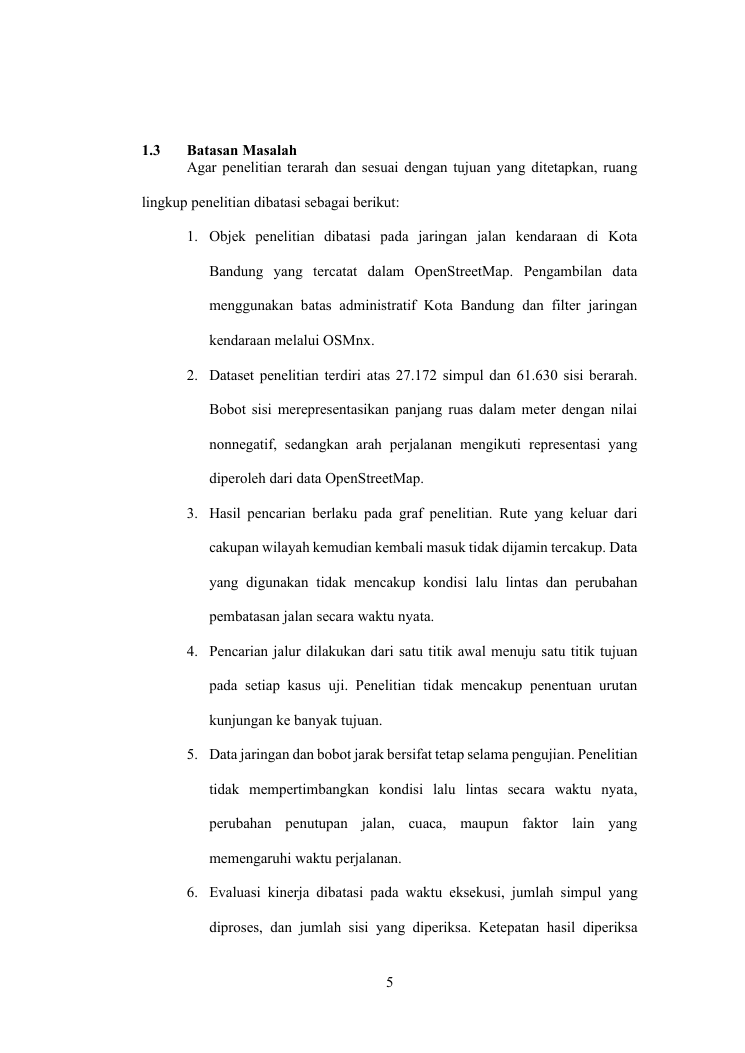 1.3 Batasan Masalah
Agar penelitian terarah dan sesuai dengan tujuan yang ditetapkan, ruang
lingkup penelitian dibatasi sebagai berikut:
1. Objek penelitian dibatasi pada jaringan jalan kendaraan di Kota
Bandung yang tercatat dalam OpenStreetMap. Pengambilan data
menggunakan batas administratif Kota Bandung dan filter jaringan
kendaraan melalui OSMnx.
2. Dataset penelitian terdiri atas 27.172 simpul dan 61.630 sisi berarah.
Bobot sisi merepresentasikan panjang ruas dalam meter dengan nilai
nonnegatif, sedangkan arah perjalanan mengikuti representasi yang
diperoleh dari data OpenStreetMap.
3. Hasil pencarian berlaku pada graf penelitian. Rute yang keluar dari
cakupan wilayah kemudian kembali masuk tidak dijamin tercakup. Data
yang digunakan tidak mencakup kondisi lalu lintas dan perubahan
pembatasan jalan secara waktu nyata.
4. Pencarian jalur dilakukan dari satu titik awal menuju satu titik tujuan
pada setiap kasus uji. Penelitian tidak mencakup penentuan urutan
kunjungan ke banyak tujuan.
5. Data jaringan dan bobot jarak bersifat tetap selama pengujian. Penelitian
tidak mempertimbangkan kondisi lalu lintas secara waktu nyata,
perubahan penutupan jalan, cuaca, maupun faktor lain yang
memengaruhi waktu perjalanan.
6. Evaluasi kinerja dibatasi pada waktu eksekusi, jumlah simpul yang
diproses, dan jumlah sisi yang diperiksa. Ketepatan hasil diperiksa
5